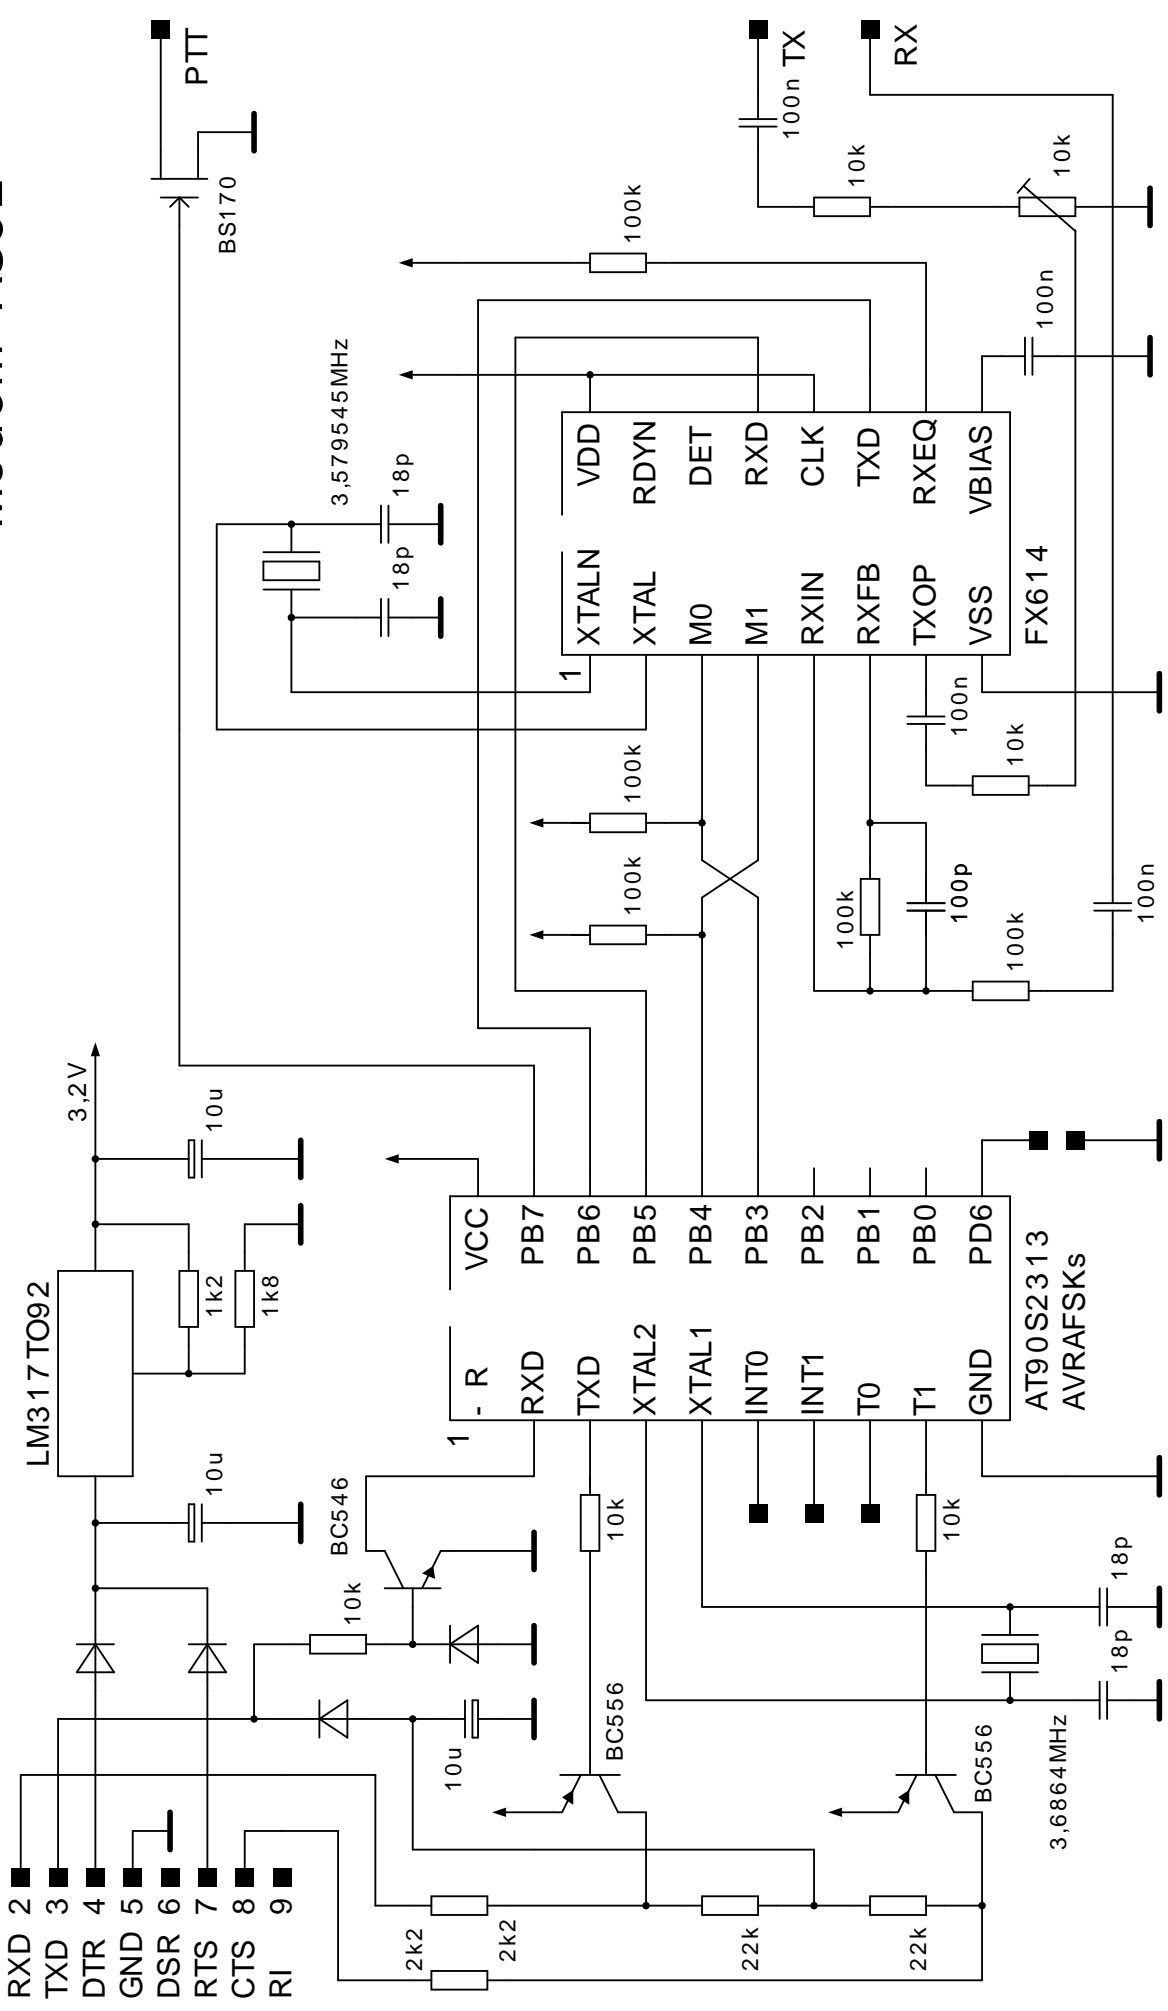 RXD 2
TXD 3
DTR 4
GND 5
DSR 6
RTS 7
CTS 8
RI 9
LM317TO92
3,2V
10u
10u
1k2
1k8
BC546
10k
10u
BC556
10k
BC556
10k
2k2
2k2
22k
22k
3,6864MHz
18p
18p
1
- R
RXD
TXD
XTAL2
XTAL1
INT0
INT1
T0
T1
GND
VCC
PB7
PB6
PB5
PB4
PB3
PB2
PB1
PB0
PD6
AT90S2313
AVRAFSKs
PTT
BS170
3,579545MHz
18p
18p
100k
100k
100k
1
XTALN
XTAL
M0
M1
RXIN
RXFB
TXOP
VSS
VDD
RDYN
DET
RXD
CLK
TXD
RXEQ
VBIAS
FX614
100n
10k
100k
100p
100k
100n
100n
10k
10k
100n
TX
RX